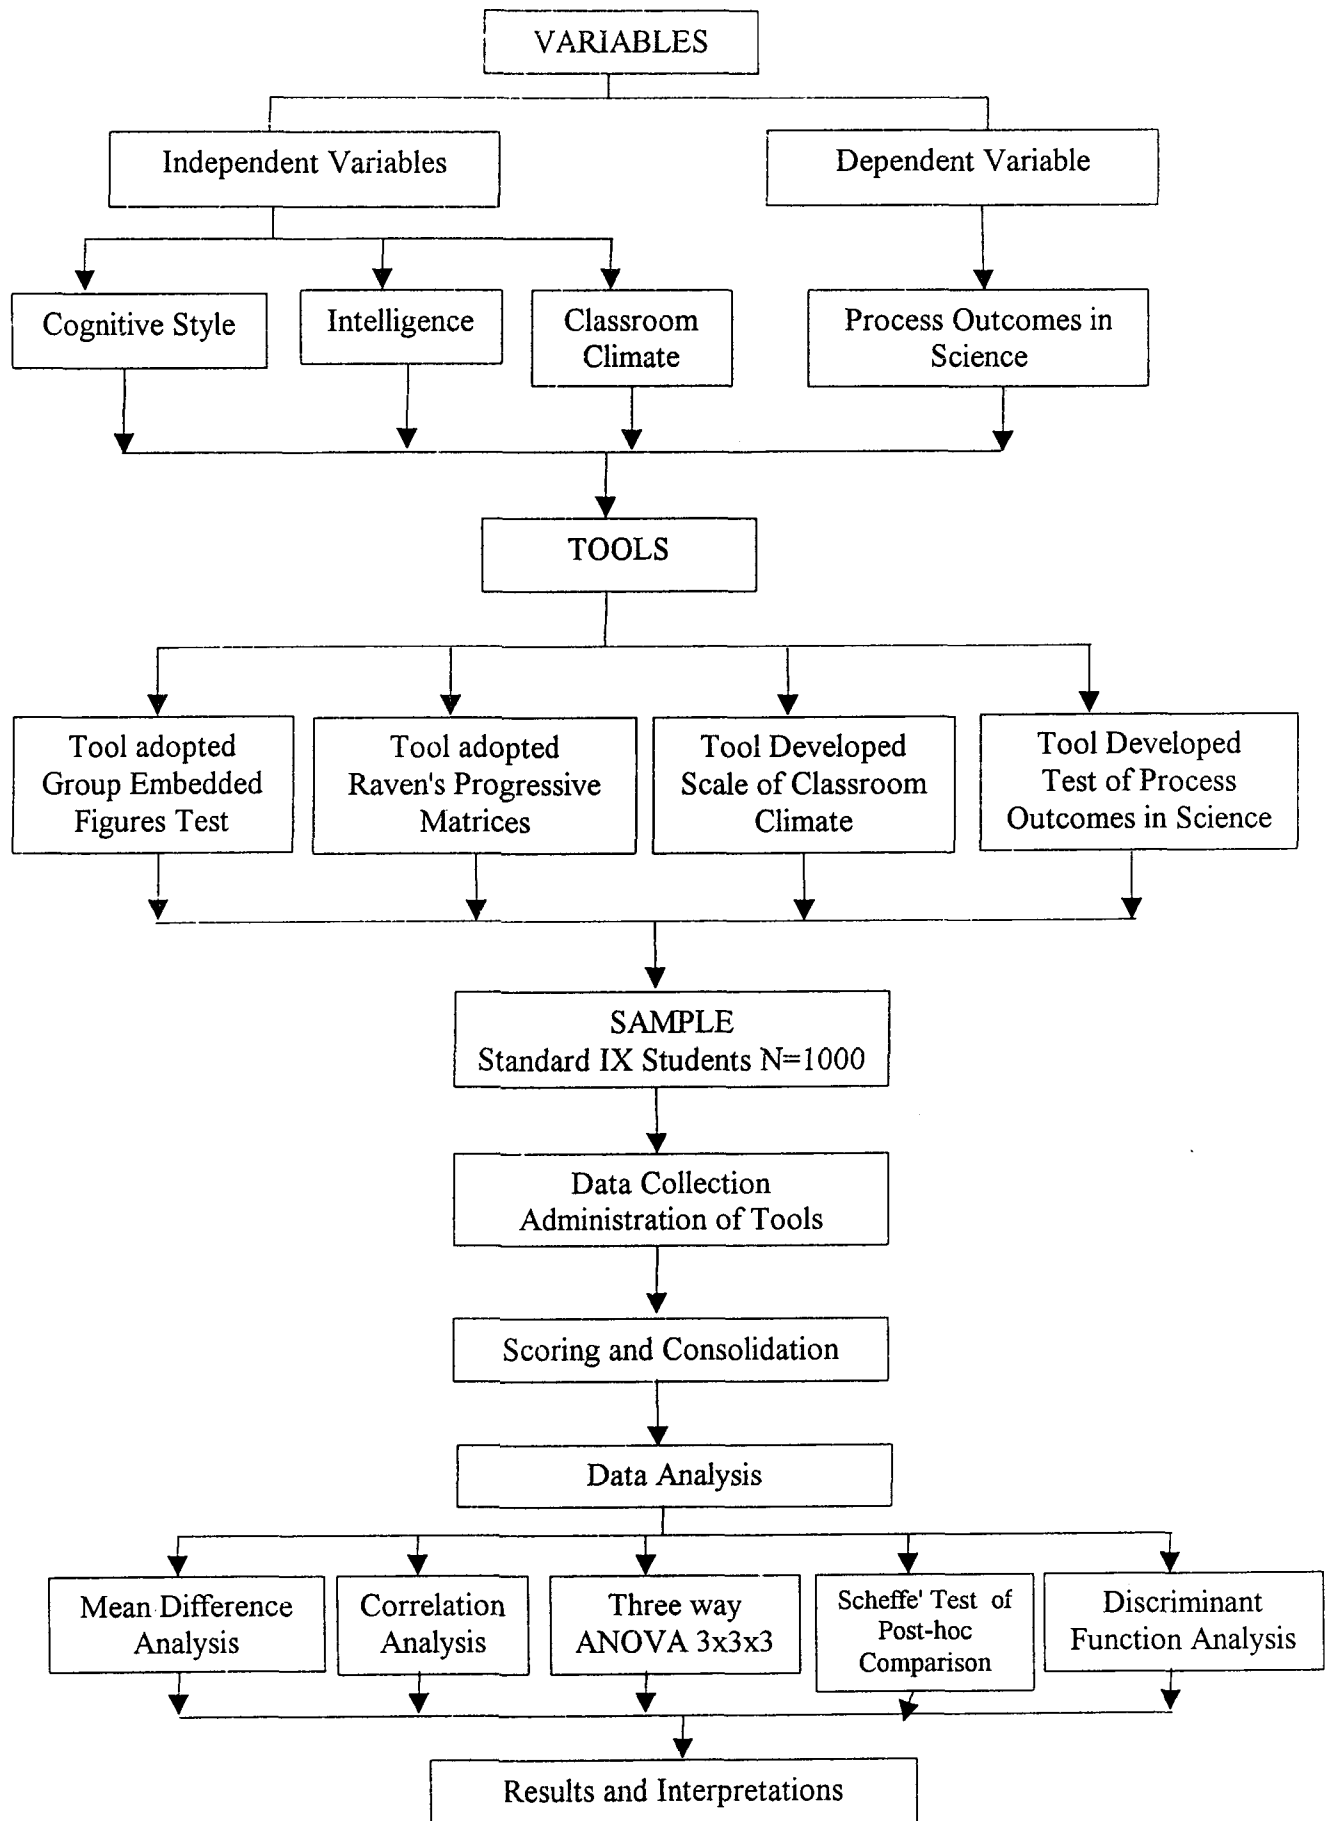 VARIABLES
Independent Variables
Dependent Variable
Cognitive Style
Intelligence
Classroom
Climate
Process Outcomes in
Science
TOOLS
Tool adopted
Group Embedded
Figures Test
Tool adopted
Raven's Progressive
Matrices
Tool Developed
Scale of Classroom
Climate
Tool Developed
Test of Process
Outcomes in Science
SAMPLE
Standard IX Students N=1000
Data Collection
Administration of Tools
Scoring and Consolidation
Data Analysis
Mean Difference
Analysis
Correlation
Analysis
Three way
ANOVA 3x3x3
Scheffe' Test of
Post-hoc
Comparison
Discriminant
Function Analysis
Results and Interpretations